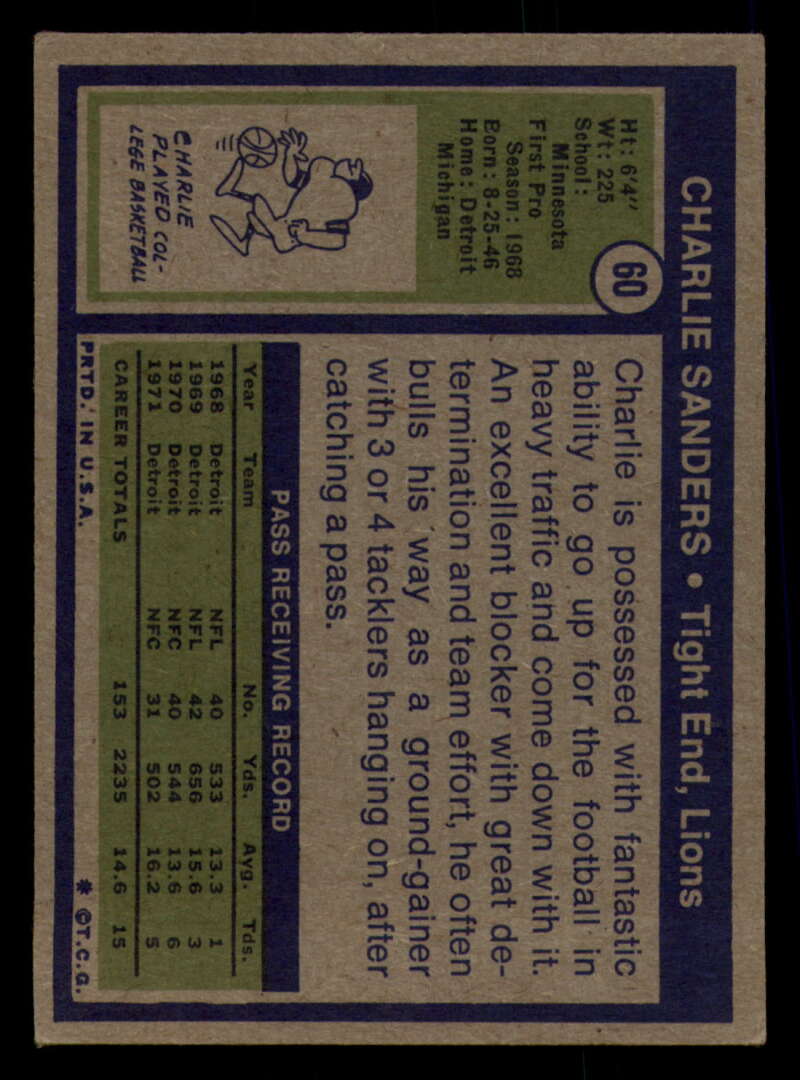 CHARLIE SANDERS • Tight End, Lions
60
Ht: 6'4"
Wt: 225
School:
Minnesota
First Pro
Season: 1968
Born: 8-25-46
Home: Detroit
Michigan
CHARLIE
PLAYED COL-
LEGE BASKETBALL
Charlie is possessed with fantastic
ability to go up for the football in
heavy traffic and come down with it.
An excellent blocker with great de-
termination and team effort, he often
bulls his way as a ground-gainer
with 3 or 4 tacklers hanging on, after
catching a pass.
PASS RECEIVING RECORD
Year Team No. Yds. Avg. Tds.
1968 Detroit NFL 40 533 13.3 1
1969 Detroit NFL 42 656 15.6 3
1970 Detroit NFC 40 544 13.6 6
1971 Detroit NFC 31 502 16.2 5
CAREER TOTALS 153 2235 14.6 15
PRTD. IN U.S.A. * ©T.C.G.